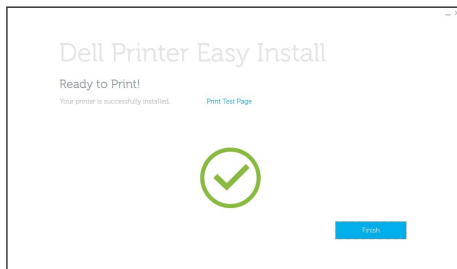 Dell Printer Easy Install
Ready to Print!
Your printer is successfully installed. Print Test Page
Finish